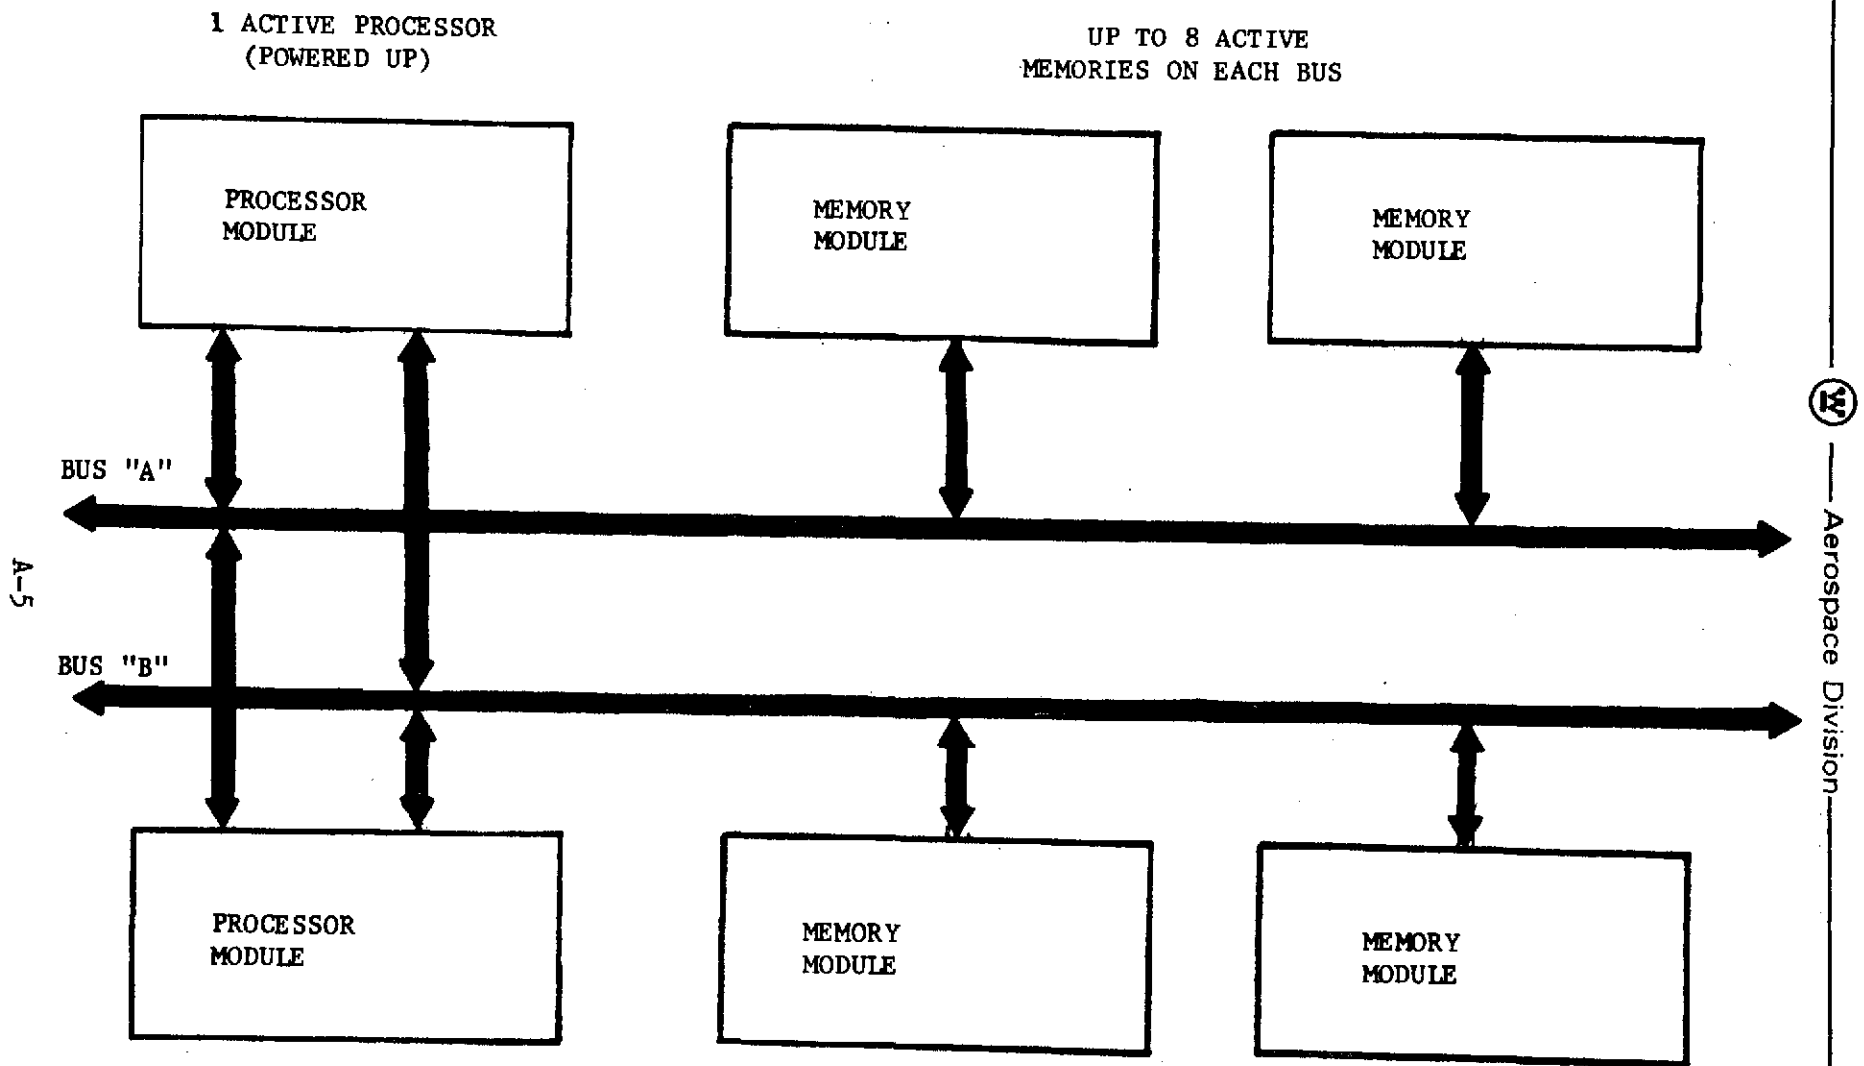 1 ACTIVE PROCESSOR
(POWERED UP)
UP TO 8 ACTIVE
MEMORIES ON EACH BUS
PROCESSOR
MODULE
MEMORY
MODULE
MEMORY
MODULE
BUS "A"
BUS "B"
PROCESSOR
MODULE
MEMORY
MODULE
MEMORY
MODULE
A-5
W
Aerospace Division